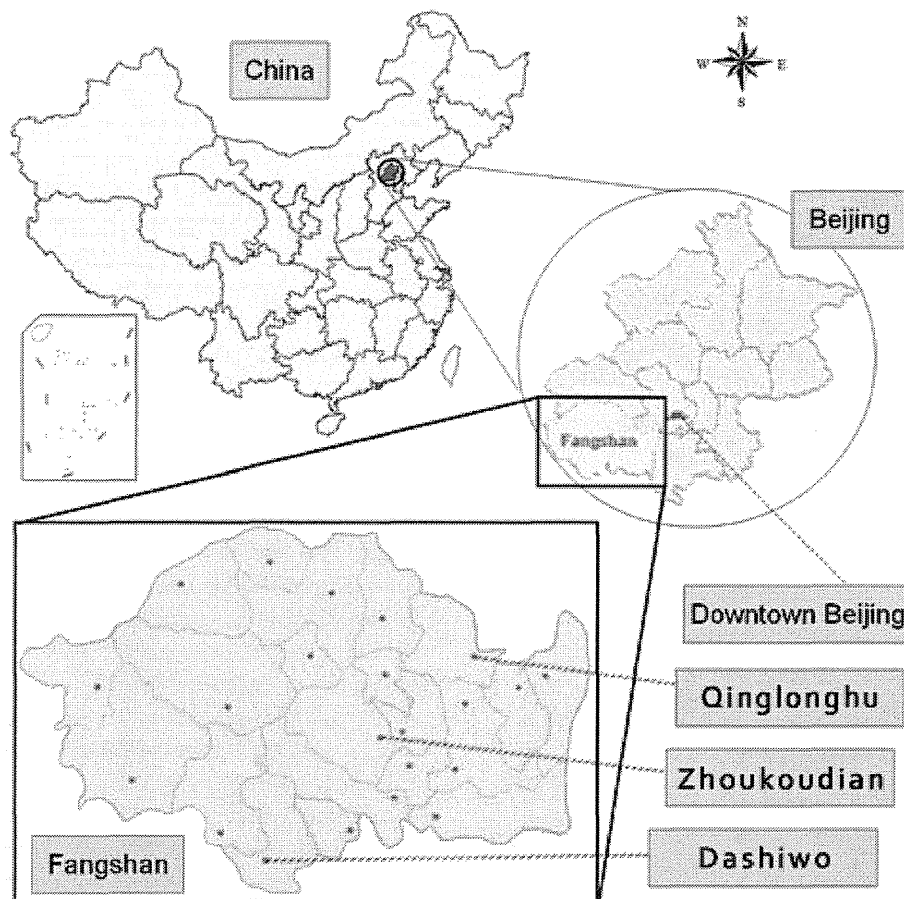 China
N
W
E
S
Beijing
Fangshan
Downtown Beijing
Qinglonghu
Zhoukoudian
Dashiwo
Fangshan